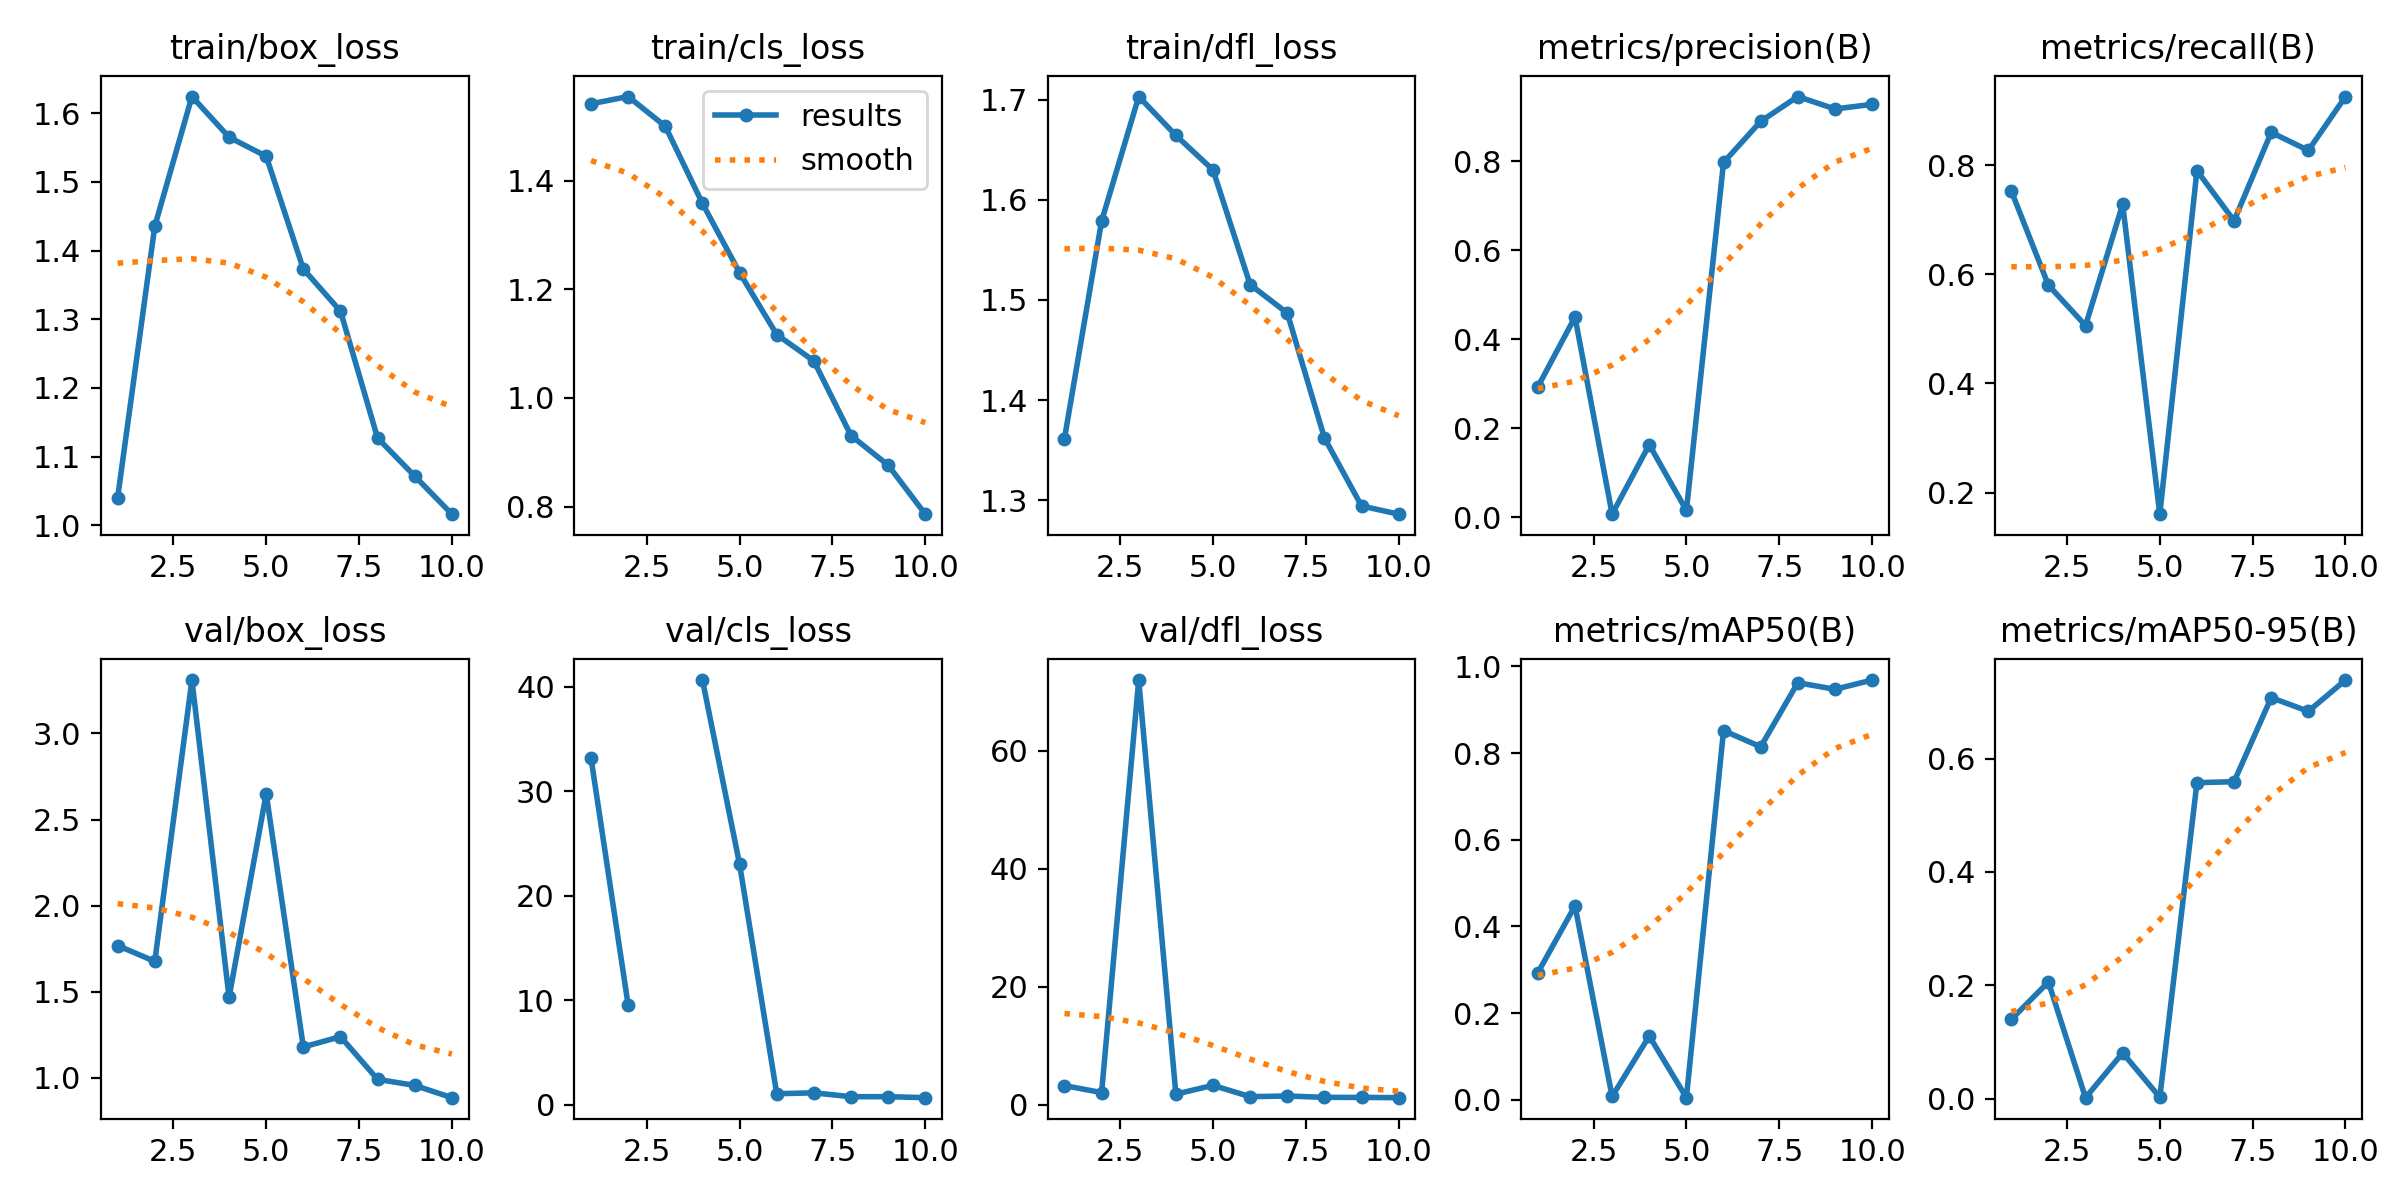 train/box_loss
train/cls_loss
train/dfl_loss
metrics/precision(B)
metrics/recall(B)
1.6
1.5
1.4
1.3
1.2
1.1
1.0
2.5 5.0 7.5 10.0
results
smooth
1.4
1.2
1.0
0.8
2.5 5.0 7.5 10.0
1.7
1.6
1.5
1.4
1.3
2.5 5.0 7.5 10.0
0.8
0.6
0.4
0.2
0.0
2.5 5.0 7.5 10.0
0.8
0.6
0.4
0.2
2.5 5.0 7.5 10.0
val/box_loss
val/cls_loss
val/dfl_loss
metrics/mAP50(B)
metrics/mAP50-95(B)
3.0
2.5
2.0
1.5
1.0
2.5 5.0 7.5 10.0
40
30
20
10
0
2.5 5.0 7.5 10.0
60
40
20
0
2.5 5.0 7.5 10.0
1.0
0.8
0.6
0.4
0.2
0.0
2.5 5.0 7.5 10.0
0.6
0.4
0.2
0.0
2.5 5.0 7.5 10.0